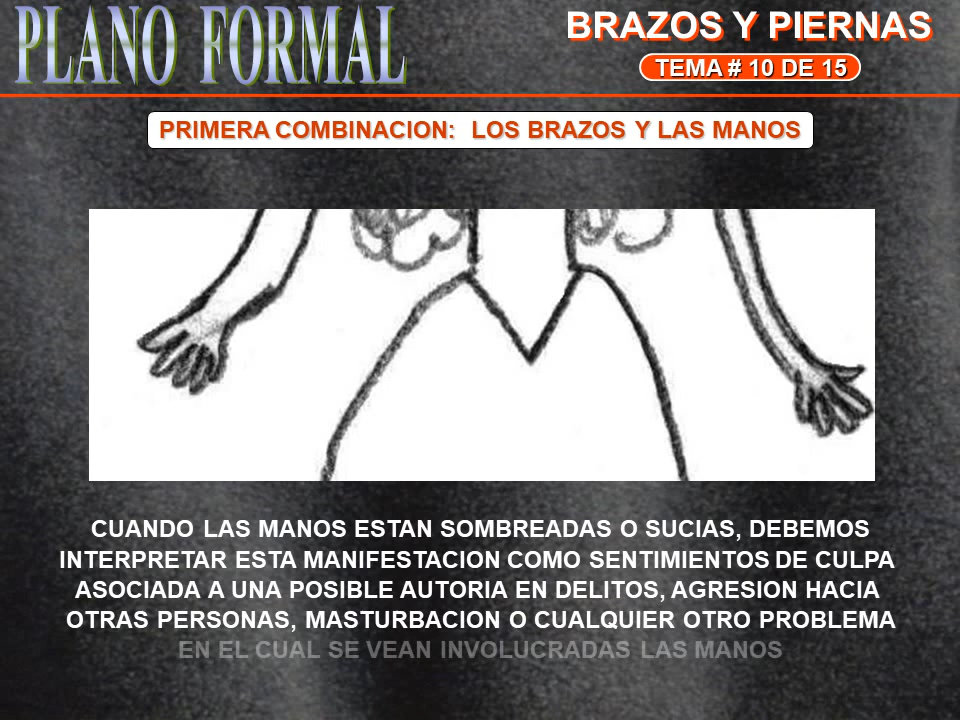 PLANO FORMAL
BRAZOS Y PIERNAS
TEMA # 10 DE 15
PRIMERA COMBINACION: LOS BRAZOS Y LAS MANOS
CUANDO LAS MANOS ESTAN SOMBREADAS O SUCIAS, DEBEMOS
INTERPRETAR ESTA MANIFESTACION COMO SENTIMIENTOS DE CULPA
ASOCIADA A UNA POSIBLE AUTORIA EN DELITOS, AGRESION HACIA
OTRAS PERSONAS, MASTURBACION O CUALQUIER OTRO PROBLEMA
EN EL CUAL SE VEAN INVOLUCRADAS LAS MANOS